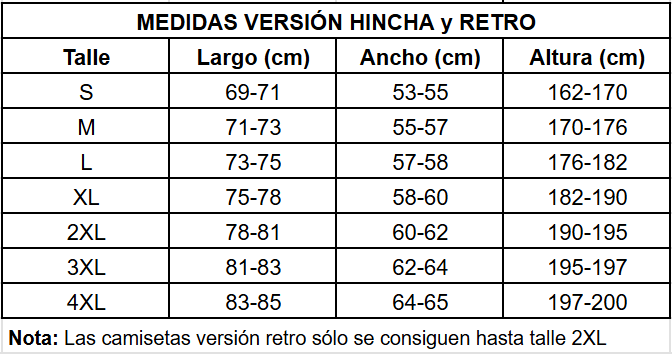 MEDIDAS VERSIÓN HINCHA y RETRO
Talle Largo (cm) Ancho (cm) Altura (cm)
S 69-71 53-55 162-170
M 71-73 55-57 170-176
L 73-75 57-58 176-182
XL 75-78 58-60 182-190
2XL 78-81 60-62 190-195
3XL 81-83 62-64 195-197
4XL 83-85 64-65 197-200
Nota: Las camisetas versión retro sólo se consiguen hasta talle 2XL